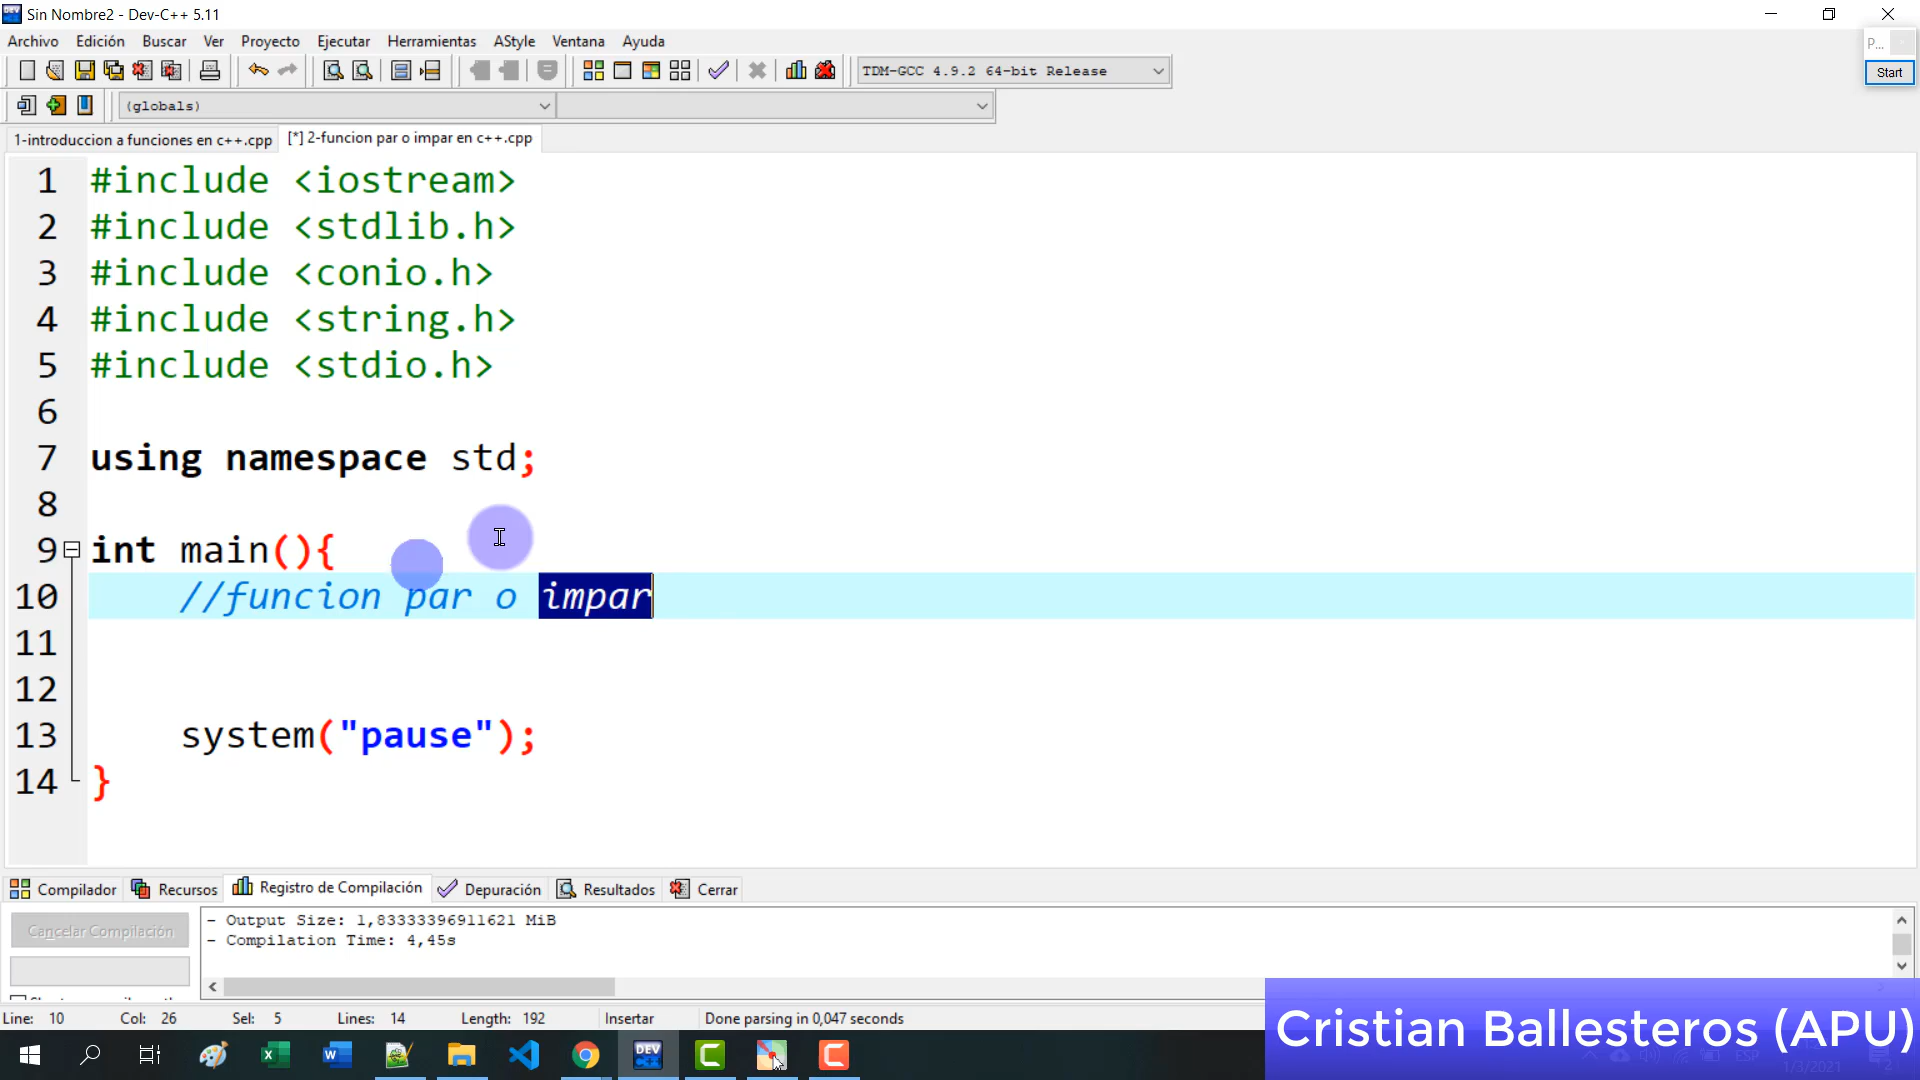 Sin Nombre2 - Dev-C++ 5.11
Archivo Edición Buscar Ver Proyecto Ejecutar Herramientas AStyle Ventana Ayuda
P...
TDM-GCC 4.9.2 64-bit Release
Start
(globals)
1-introduccion a funciones en c++.cpp [*] 2-funcion par o impar en c++.cpp
1 #include <iostream>
2 #include <stdlib.h>
3 #include <conio.h>
4 #include <string.h>
5 #include <stdio.h>
6
7 using namespace std;
8
9 int main(){
10 //funcion par o impar
11
12
13 system("pause");
14 }
Compilador Recursos Registro de Compilación Depuración Resultados Cerrar
Cancelar Compilación
- Output Size: 1,83333396911621 MiB
- Compilation Time: 4,45s
Line: 10 Col: 26 Sel: 5 Lines: 14 Length: 192 Insertar Done parsing in 0,047 seconds
Cristian Ballesteros (APU)
DEV
ESP
1/3/2021